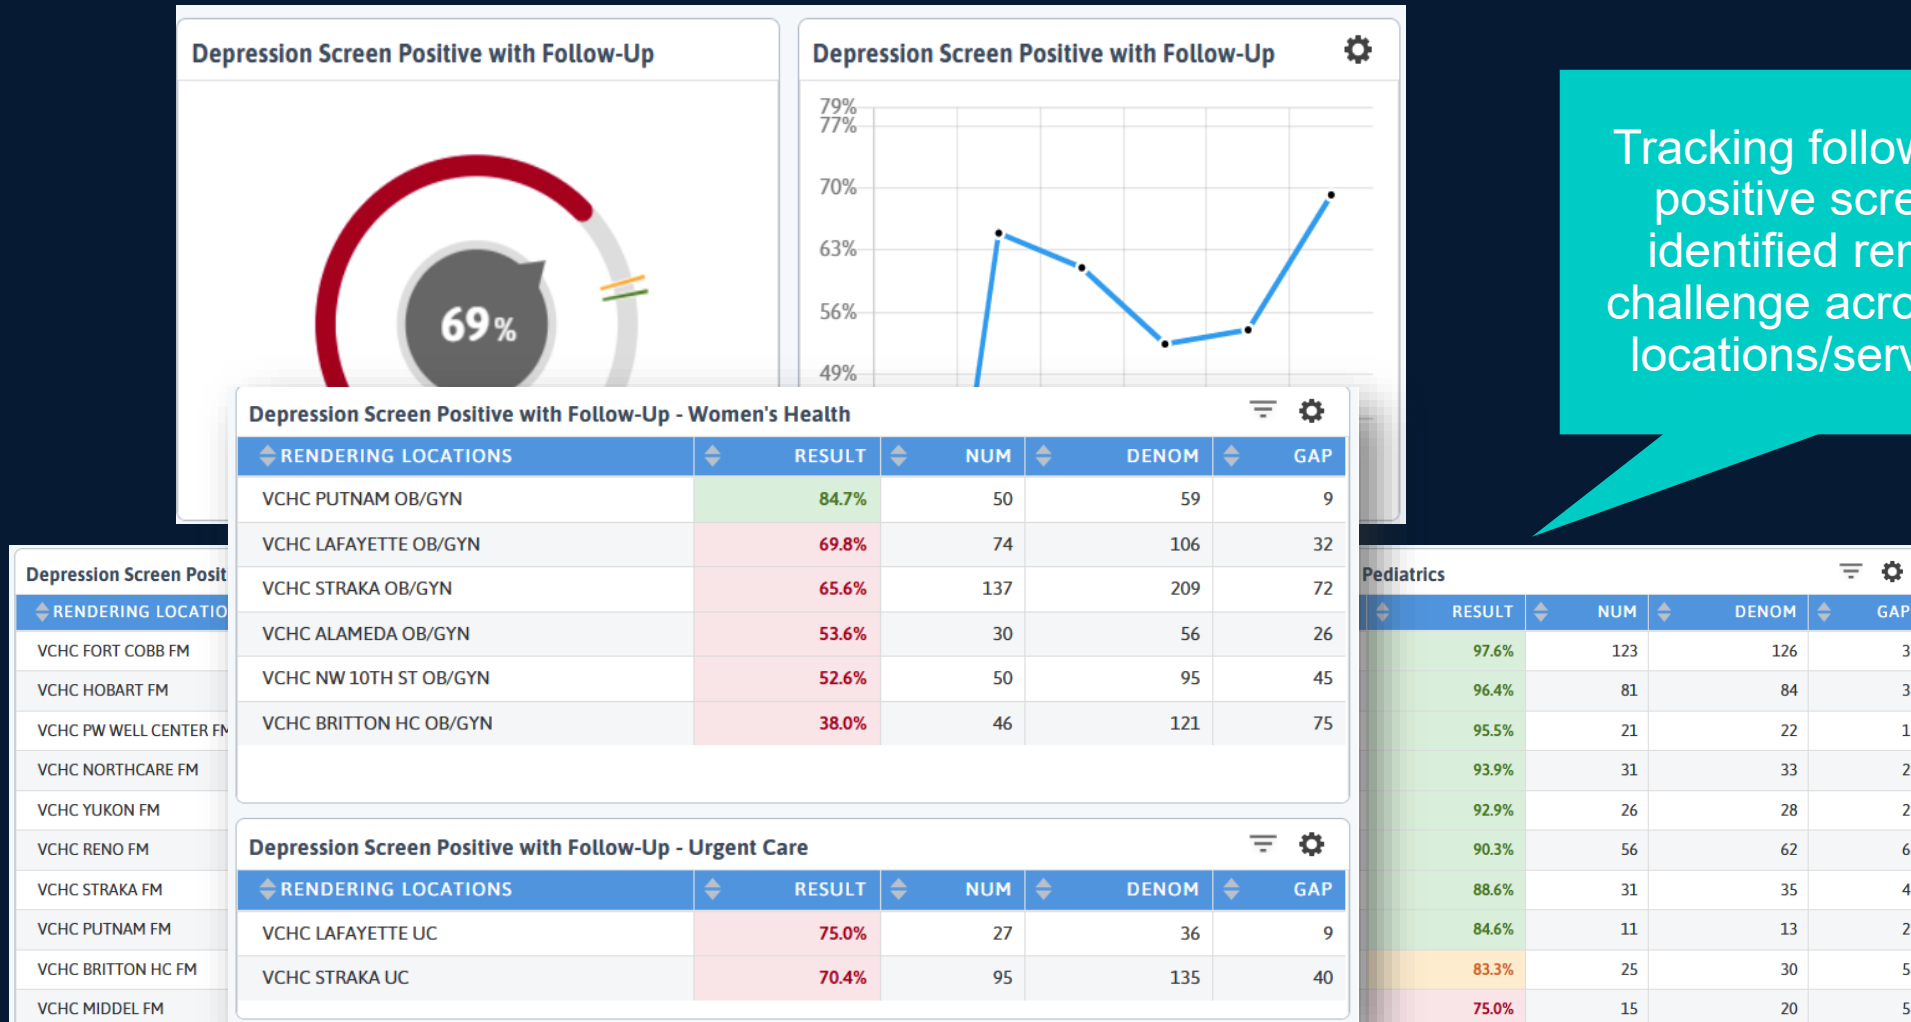 Depression Screen Positive with Follow-Up
69%
Depression Screen Positive with Follow-Up
79%
77%
70%
63%
56%
49%
Tracking
positive
identified
challenge
Depression Screen Positive with Follow-Up - Women's Health
RENDERING LOCATIONS RESULT NUM DENOM GAP
VCHC PUTNAM OB/GYN 84.7% 50 59 9
VCHC LAFAYETTE OB/GYN 69.8% 74 106 32
VCHC STRAKA OB/GYN 65.6% 137 209 72
VCHC ALAMEDA OB/GYN 53.6% 30 56 26
VCHC NW 10TH ST OB/GYN 52.6% 50 95 45
VCHC BRITTON HC OB/GYN 38.0% 46 121 75
Depression Screen Positive with Follow-Up - Urgent Care
RENDERING LOCATIONS RESULT NUM DENOM GAP
VCHC LAFAYETTE UC 75.0% 27 36 9
VCHC STRAKA UC 70.4% 95 135 40
Depression Screen
RENDERING
VCHC FORT COBB FM
VCHC HOBART FM
VCHC PW WELL CENTER FM
VCHC NORTHCARE FM
VCHC YUKON FM
VCHC RENO FM
VCHC STRAKA FM
VCHC PUTNAM FM
VCHC BRITTON HC FM
VCHC MIDDEL FM
Pediatrics
RESULT NUM DENOM GAP
97.6% 123 126 3
96.4% 81 84 3
95.5% 21 22 1
93.9% 31 33 2
92.9% 26 28 2
90.3% 56 62 6
88.6% 31 35 4
84.6% 11 13 2
83.3% 25 30 5
75.0% 15 20 5